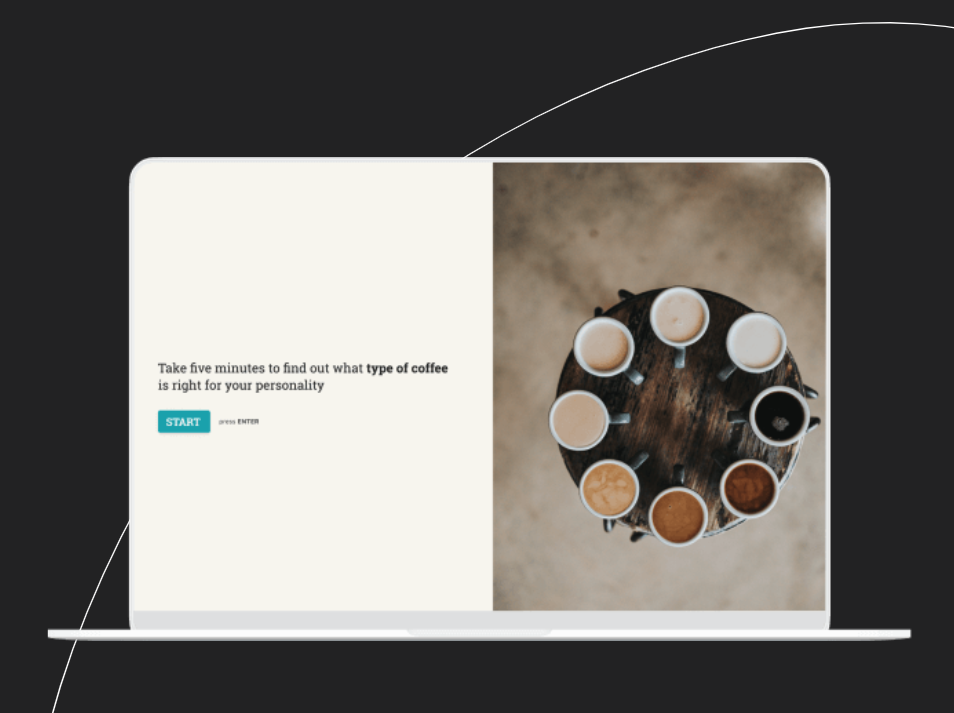 Take five minutes to find out what type of coffee
is right for your personality
START
press ENTER